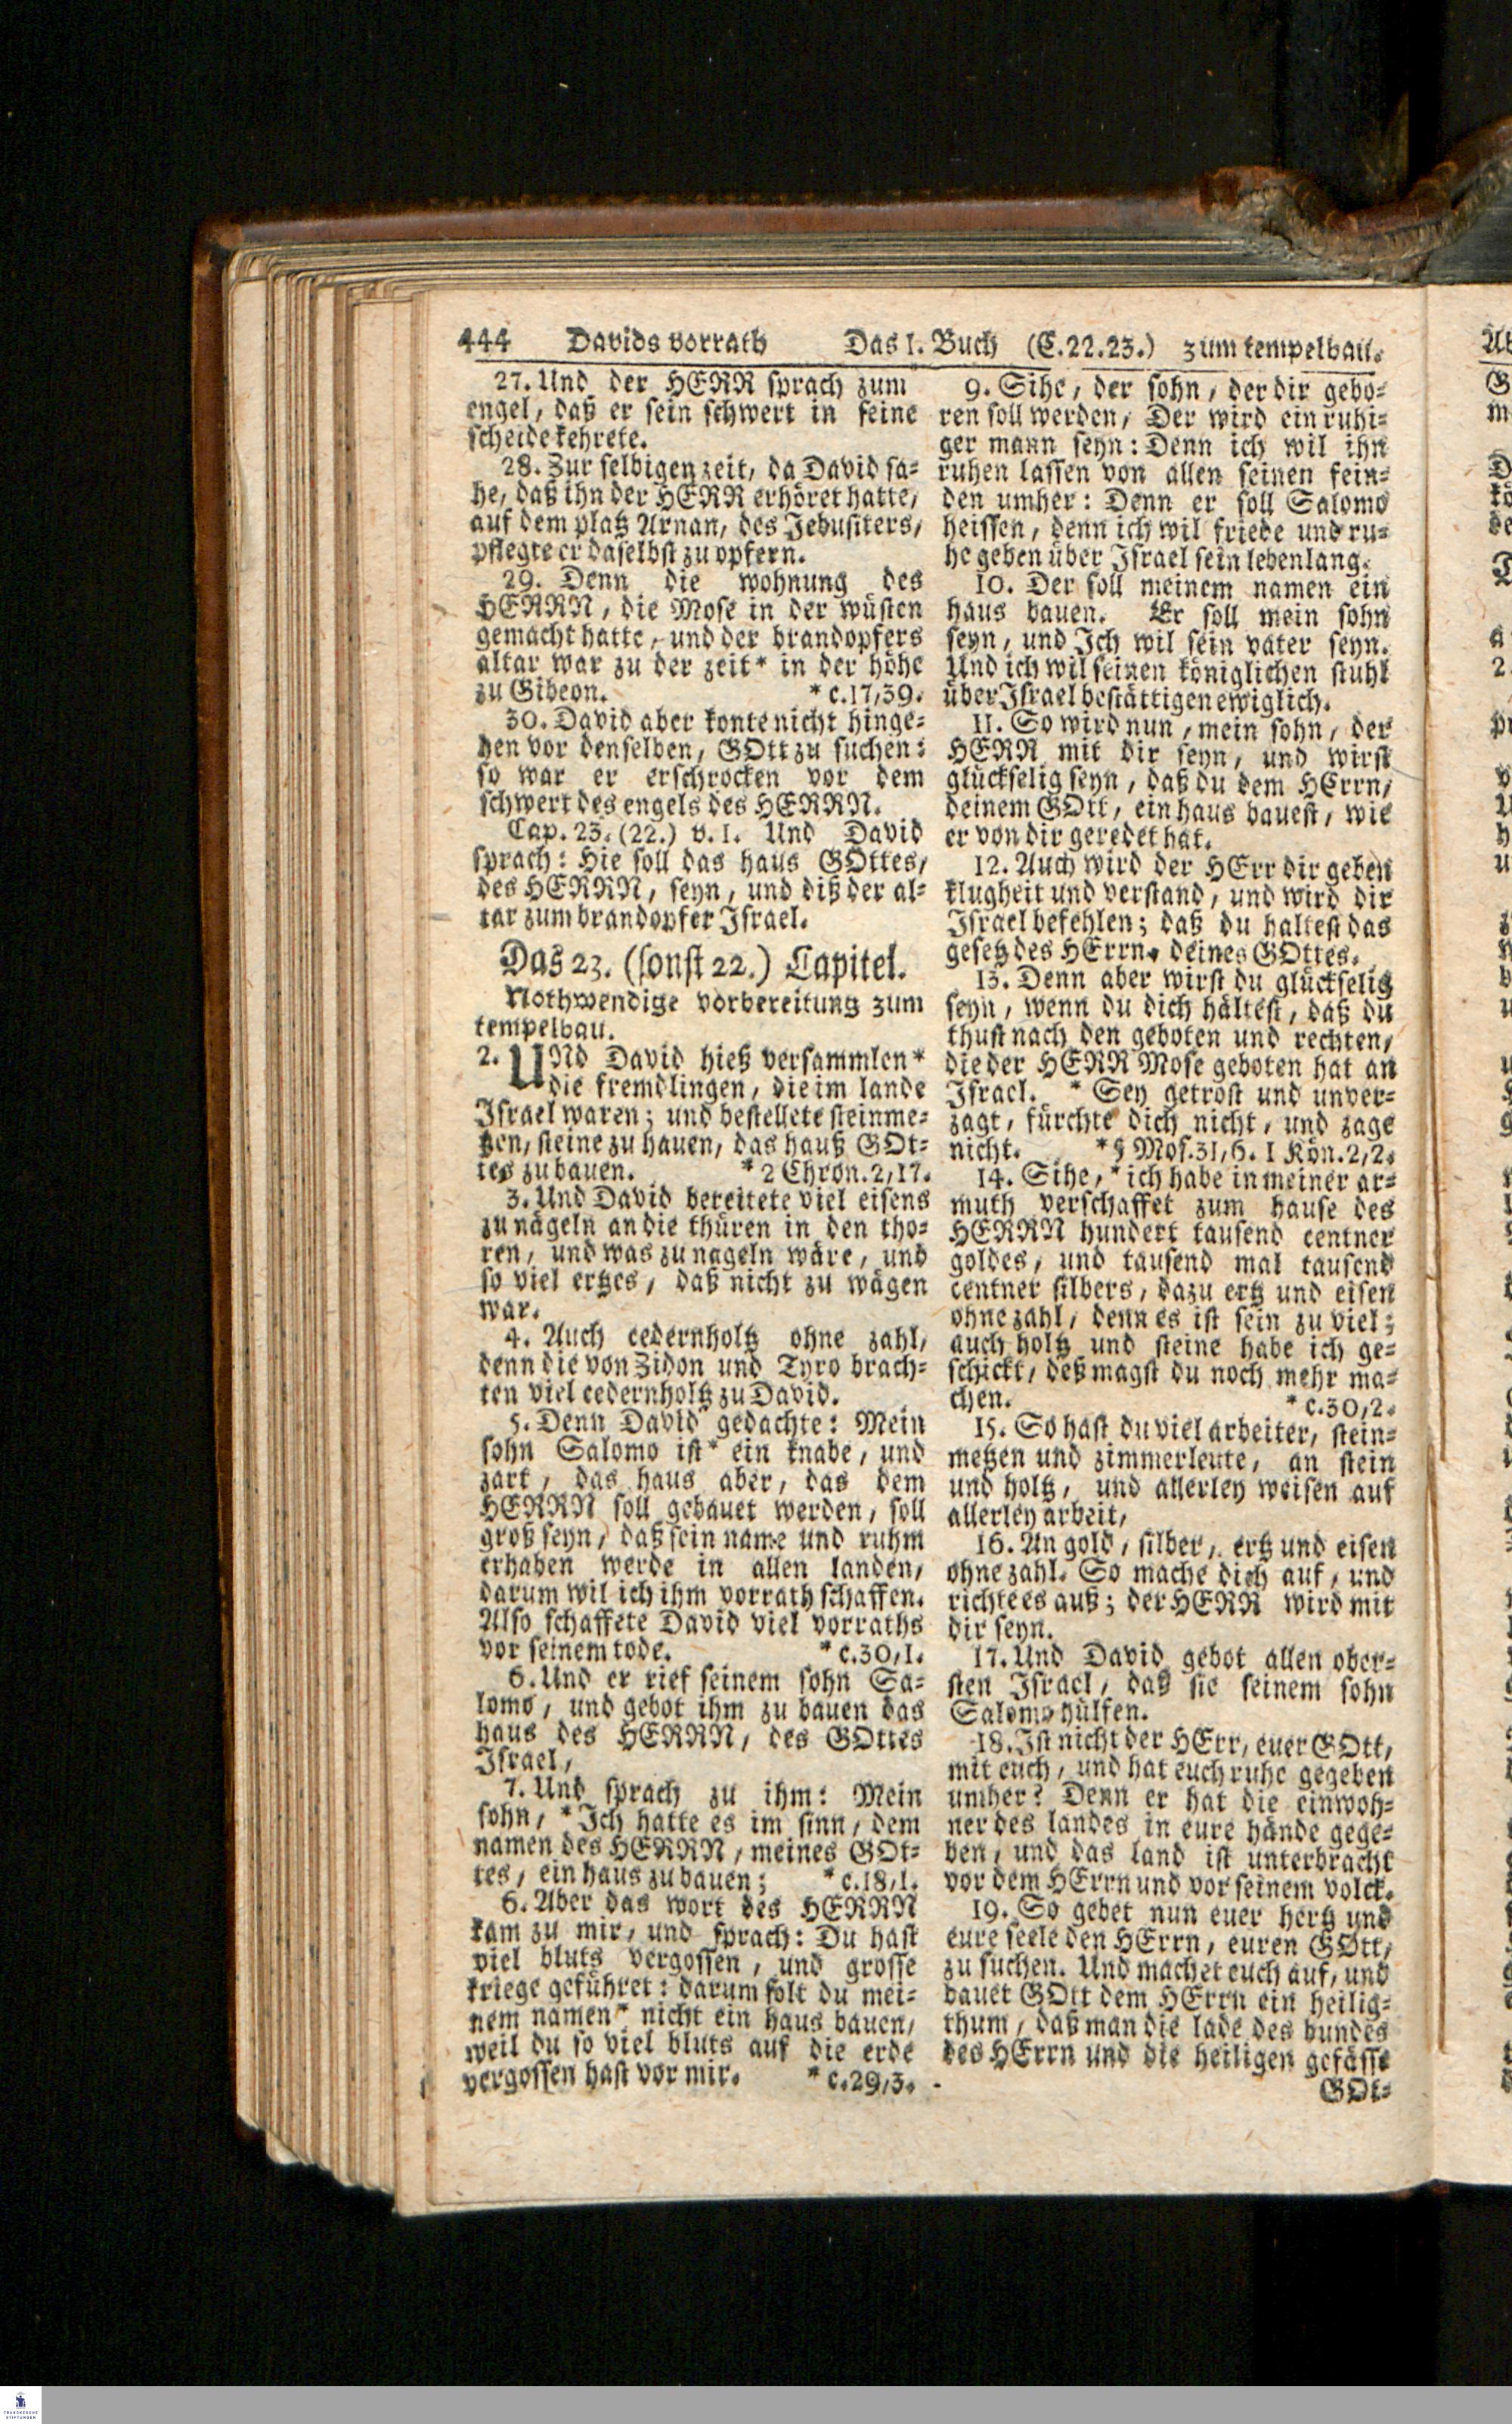 444 Davids vorrath Das 1. Buch (C.22.23.) zum tempelbau.
27. Und der HERR sprach zum
engel, daß er sein schwert in seine
scheide kehrete.
28. Zur selbigen zeit, da David sa-
he, daß ihn der HERR erhöret hatte,
auf dem platz Arnan, des Jebusiters,
pflegte er daselbst zu opfern.
29. Denn die wohnung des
HERRN, die Mose in der wüsten
gemacht hatte, und der brandopfers
altar war zu der zeit* in der höhe
zu Gibeon. * c.17,39.
30. David aber konte nicht hinge-
hen vor denselben, GOtt zu suchen:
so war er erschrocken vor dem
schwert des engels des HERRN.
Cap. 23. (22.) v. 1. Und David
sprach: Hie soll das haus GOttes,
des HERRN, seyn, und diß der al-
tar zum brandopfer Israel.
Das 23. (sonst 22.) Capitel.
Nothwendige vorbereitung zum
tempelbau.
2. UNd David hieß versammlen*
die fremdlingen, die im lande
Israel waren; und bestellete steinme-
tzen, steine zu hauen, das hauß GOt-
tes zu bauen. * 2 Chron.2,17.
3. Und David bereitete viel eisens
zu nägeln an die thüren in den tho-
ren, und was zu nageln wäre, und
so viel ertzes, daß nicht zu wägen
war.
4. Auch cedernholtz ohne zahl,
denn die von Zidon und Tyro brach-
ten viel cedernholtz zu David.
5. Denn David gedachte: Mein
sohn Salomo ist* ein knabe, und
zart, das haus aber, das dem
HERRN soll gebauet werden, soll
groß seyn, daß sein name und ruhm
erhaben werde in allen landen,
darum wil ich ihm vorrath schaffen.
Also schaffete David viel vorraths
vor seinem tode. * c.30,1.
6. Und er rief seinem sohn Sa-
lomo, und gebot ihm zu bauen das
haus des HERRN, des GOttes
Israel,
7. Und sprach zu ihm: Mein
sohn, * Ich hatte es im sinn, dem
namen des HERRN, meines GOt-
tes, ein haus zu bauen; * c.18,1.
6. Aber das wort des HERRN
kam zu mir, und sprach: Du hast
viel bluts vergossen, und grosse
kriege geführet: darum solt du mei-
nem namen* nicht ein haus bauen,
weil du so viel bluts auf die erde
vergossen hast vor mir. * c.29,3.
9. Sihe, der sohn, der dir gebo-
ren soll werden, Der wird ein ruhi-
ger mann seyn: Denn ich wil ihn
ruhen lassen von allen seinen fein-
den umher: Denn er soll Salomo
heissen, denn ich wil friede und ru-
he geben über Israel sein lebenlang.
10. Der soll meinem namen ein
haus bauen. Er soll mein sohn
seyn, und Ich wil sein vater seyn.
Und ich wil seinen königlichen stuhl
über Israel bestättigen ewiglich.
11. So wird nun, mein sohn, der
HERR mit dir seyn, und wirst
glückselig seyn, daß du dem HErrn,
deinem GOtt, ein haus bauest, wie
er von dir geredet hat.
12. Auch wird der HErr dir geben
klugheit und verstand, und wird dir
Israel befehlen; daß du haltest das
gesetz des HErrn, deines GOttes.
13. Denn aber wirst du glückselig
seyn, wenn du dich hältest, daß du
thust nach den geboten und rechten,
die der HERR Mose geboten hat an
Israel. * Sey getrost und unver-
zagt, fürchte dich nicht, und zage
nicht. * 5 Mos.31,6. 1 Kön.2,2.
14. Sihe, * ich habe in meiner ar-
muth verschaffet zum hause des
HERRN hundert tausend centner
goldes, und tausend mal tausend
centner silbers, dazu ertz und eisen
ohne zahl, denn es ist sein zu viel;
auch holtz und steine habe ich ge-
schickt, deß magst du noch mehr ma-
chen. * c.30,2.
15. So hast du viel arbeiter, stein-
metzen und zimmerleute, an stein
und holtz, und allerley weisen auf
allerley arbeit,
16. An gold, silber, ertz und eisen
ohne zahl. So mache dich auf, und
richte es auß; der HERR wird mit
dir seyn.
17. Und David gebot allen ober-
sten Israel, daß sie seinem sohn
Salomo hülfen.
18. Ist nicht der HErr, euer GOtt,
mit euch, und hat euch ruhe gegeben
umher? Denn er hat die einwoh-
ner des landes in eure hände gege-
ben, und das land ist unterbracht
vor dem HErrn und vor seinem volck.
19. So gebet nun euer hertz und
eure seele den HErrn, euren GOtt,
zu suchen. Und machet euch auf, und
bauet GOtt dem HErrn ein heilig-
thum, daß man die lade des bundes
des HErrn und die heiligen gefässe
GOt-
FRANCKESCHE
STIFTUNGEN